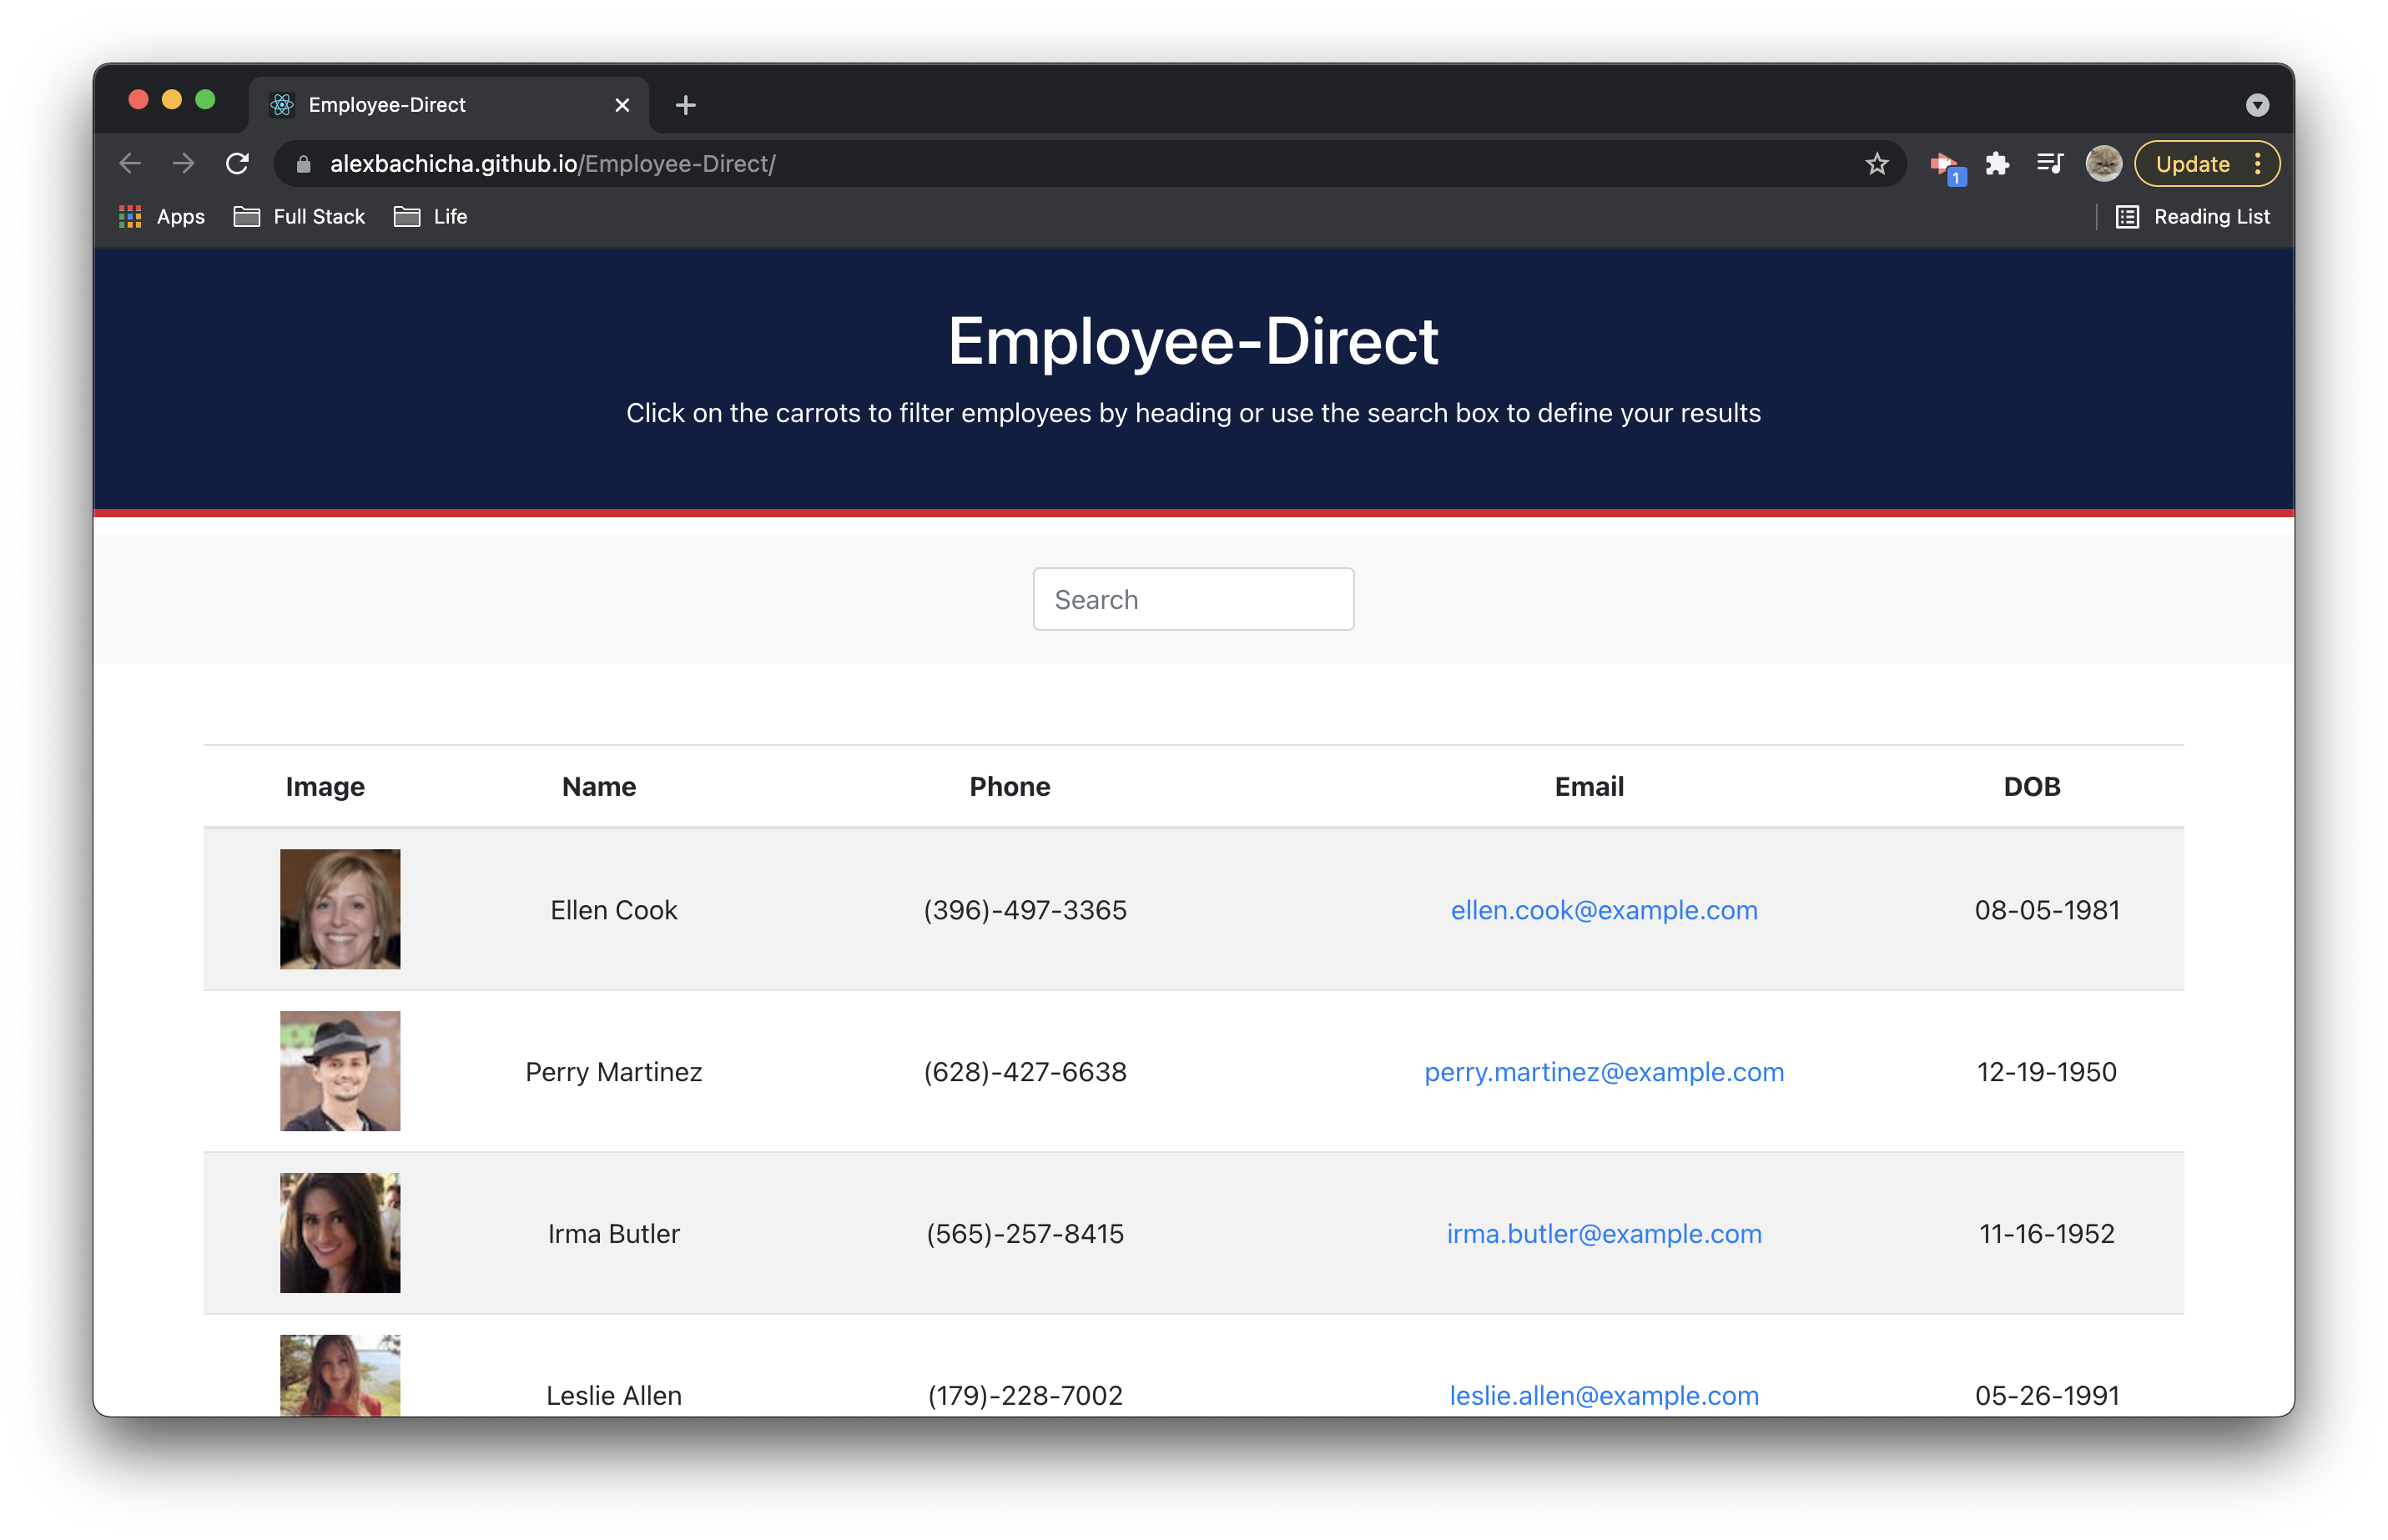 Employee-Direct
alexbachicha.github.io/Employee-Direct/
1
Update
Apps Full Stack Life Reading List
Employee-Direct
Click on the carrots to filter employees by heading or use the search box to define your results
Search
Image Name Phone Email DOB
Ellen Cook (396)-497-3365 ellen.cook@example.com 08-05-1981
Perry Martinez (628)-427-6638 perry.martinez@example.com 12-19-1950
Irma Butler (565)-257-8415 irma.butler@example.com 11-16-1952
Leslie Allen (179)-228-7002 leslie.allen@example.com 05-26-1991